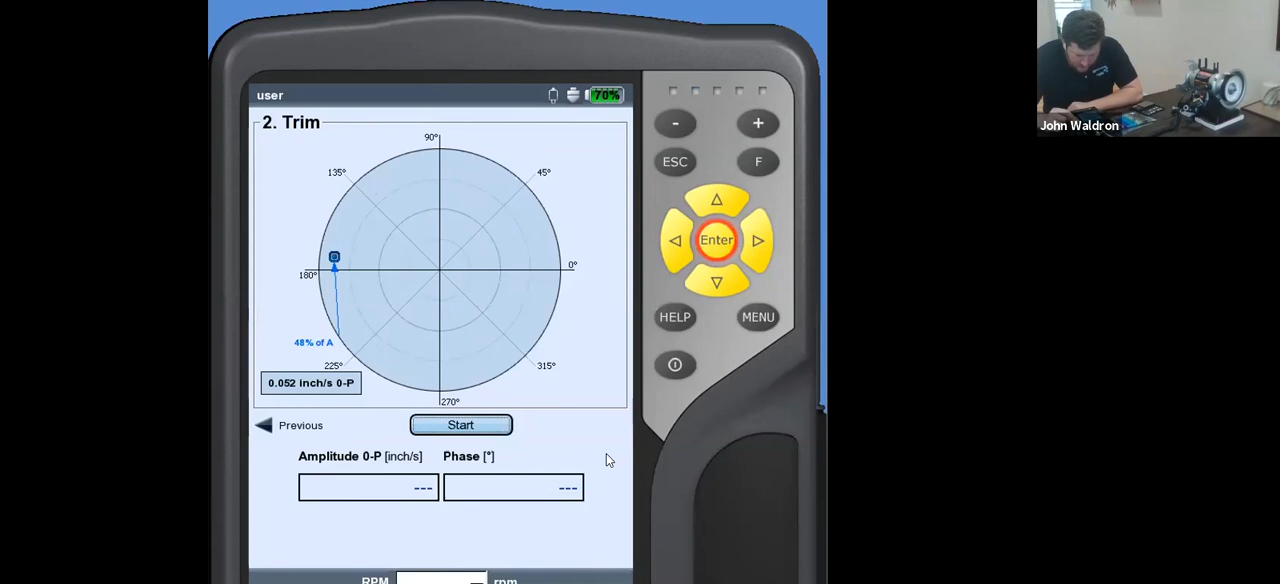 user
70%
2. Trim
90°
135°
45°
180°
0°
48% of A
225°
315°
270°
0.052 inch/s 0-P
Previous
Start
Amplitude 0-P [inch/s]
Phase [°]
---
---
RPM
rpm
-
+
ESC
F
Enter
HELP
MENU
John Waldron